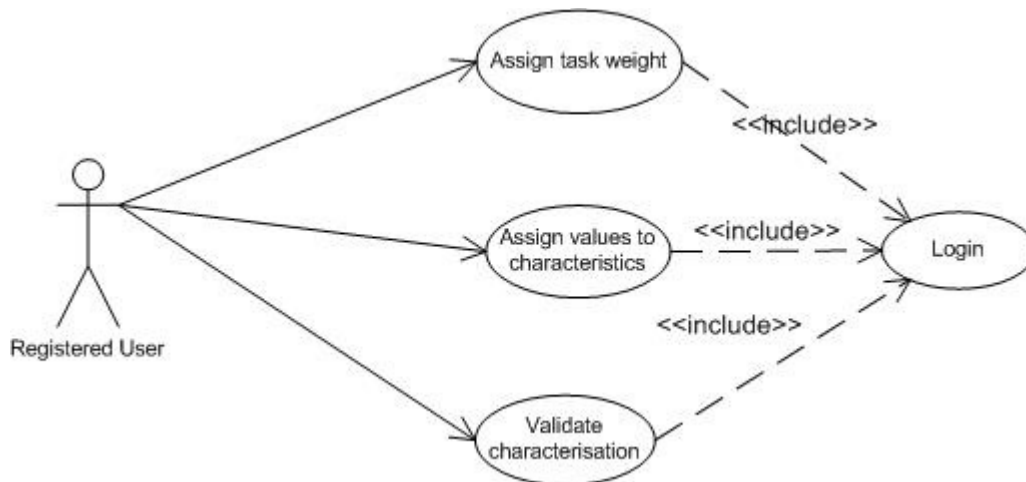 Assign task weight
<<include>>
Assign values to
characteristics
<<include>>
Login
Registered User
<<include>>
Validate
characterisation